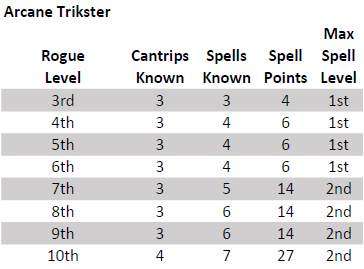 Arcane Trikster
Max
Rogue Cantrips Spells Spell Spell
Level Known Known Points Level
3rd 3 3 4 1st
4th 3 4 6 1st
5th 3 4 6 1st
6th 3 4 6 1st
7th 3 5 14 2nd
8th 3 6 14 2nd
9th 3 6 14 2nd
10th 4 7 27 2nd